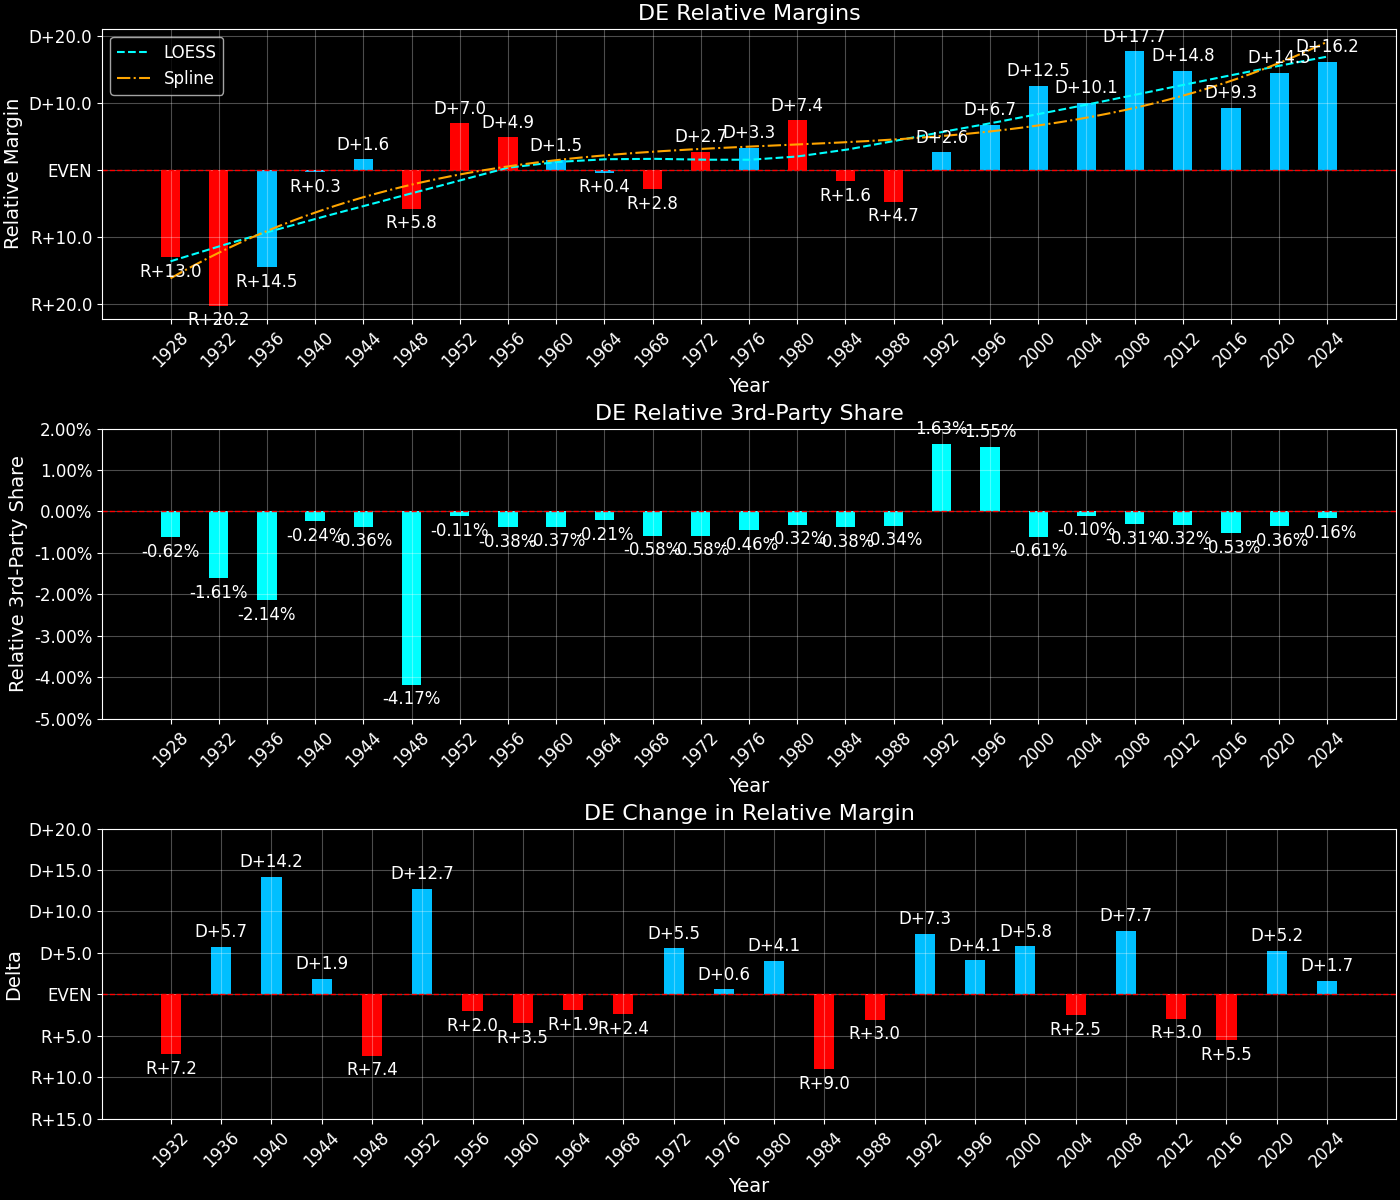 DE Relative Margins
Relative Margin
D+20.0
D+10.0
EVEN
R+10.0
R+20.0
LOESS
Spline
R+13.0
R+20.2
R+14.5
R+0.3
D+1.6
R+5.8
D+7.0
D+4.9
D+1.5
R+0.4
R+2.8
D+2.7
D+3.3
D+7.4
R+1.6
R+4.7
D+2.6
D+6.7
D+12.5
D+10.1
D+17.7
D+14.8
D+9.3
D+14.5
D+16.2
1928 1932 1936 1940 1944 1948 1952 1956 1960 1964 1968 1972 1976 1980 1984 1988 1992 1996 2000 2004 2008 2012 2016 2020 2024
Year
DE Relative 3rd-Party Share
Relative 3rd-Party Share
2.00%
1.00%
0.00%
-1.00%
-2.00%
-3.00%
-4.00%
-5.00%
-0.62%
-1.61%
-2.14%
-0.24%
-0.36%
-4.17%
-0.11%
-0.38%
-0.37%
-0.21%
-0.58%
-0.58%
-0.46%
-0.32%
-0.38%
-0.34%
1.63%
1.55%
-0.61%
-0.10%
-0.31%
-0.32%
-0.53%
-0.36%
-0.16%
1928 1932 1936 1940 1944 1948 1952 1956 1960 1964 1968 1972 1976 1980 1984 1988 1992 1996 2000 2004 2008 2012 2016 2020 2024
Year
DE Change in Relative Margin
Delta
D+20.0
D+15.0
D+10.0
D+5.0
EVEN
R+5.0
R+10.0
R+15.0
R+7.2
D+5.7
D+14.2
D+1.9
R+7.4
D+12.7
R+2.0
R+3.5
R+1.9
R+2.4
D+5.5
D+0.6
D+4.1
R+9.0
R+3.0
D+7.3
D+4.1
D+5.8
R+2.5
D+7.7
R+3.0
R+5.5
D+5.2
D+1.7
1932 1936 1940 1944 1948 1952 1956 1960 1964 1968 1972 1976 1980 1984 1988 1992 1996 2000 2004 2008 2012 2016 2020 2024
Year